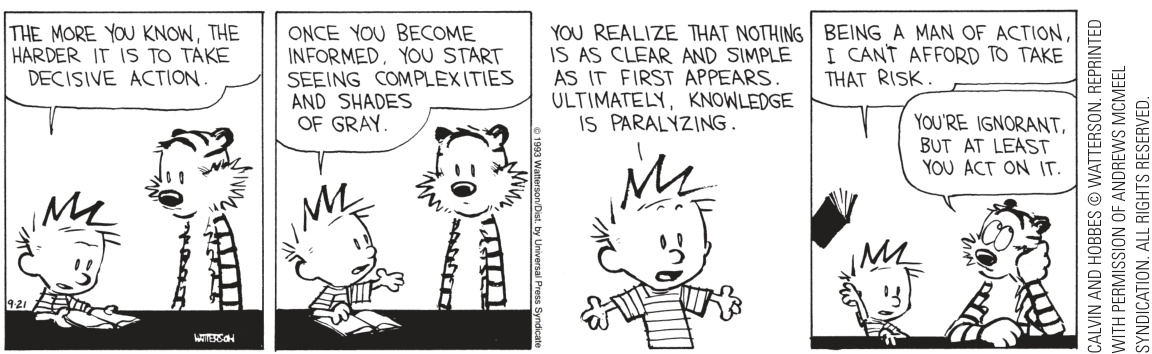 THE MORE YOU KNOW, THE
HARDER IT IS TO TAKE
DECISIVE ACTION.
9-21
WATTERSON
ONCE YOU BECOME
INFORMED, YOU START
SEEING COMPLEXITIES
AND SHADES
OF GRAY.
© 1993 Watterson/Dist. by Universal Press Syndicate
YOU REALIZE THAT NOTHING
IS AS CLEAR AND SIMPLE
AS IT FIRST APPEARS.
ULTIMATELY, KNOWLEDGE
IS PARALYZING.
BEING A MAN OF ACTION,
I CAN'T AFFORD TO TAKE
THAT RISK.
YOU'RE IGNORANT,
BUT AT LEAST
YOU ACT ON IT.
CALVIN AND HOBBES © WATTERSON. REPRINTED
WITH PERMISSION OF ANDREWS MCMEEL
SYNDICATION. ALL RIGHTS RESERVED.